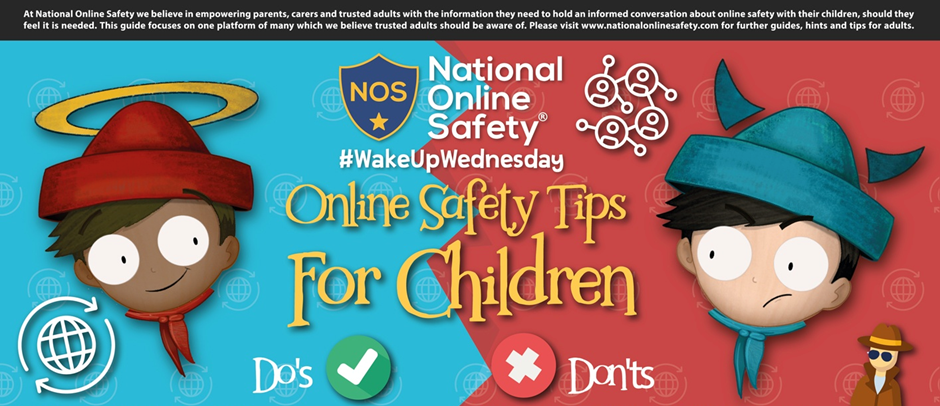 At National Online Safety we believe in empowering parents, carers and trusted adults with the information they need to hold an informed conversation about online safety with their children, should they
feel it is needed. This guide focuses on one platform of many which we believe trusted adults should be aware of. Please visit www.nationalonlinesafety.com for further guides, hints and tips for adults.
NOS
National
Online
Safety®
#WakeUpWednesday
Online Safety Tips
For Children
Do's
Don'ts